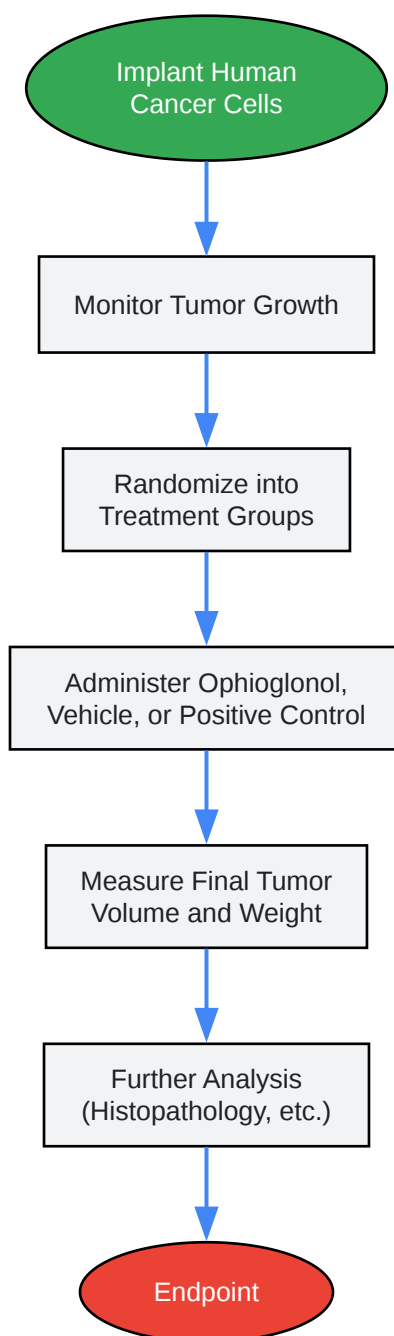 Implant Human
Cancer Cells
Monitor Tumor Growth
Randomize into
Treatment Groups
Administer Ophioglonol,
Vehicle, or Positive Control
Measure Final Tumor
Volume and Weight
Further Analysis
(Histopathology, etc.)
Endpoint